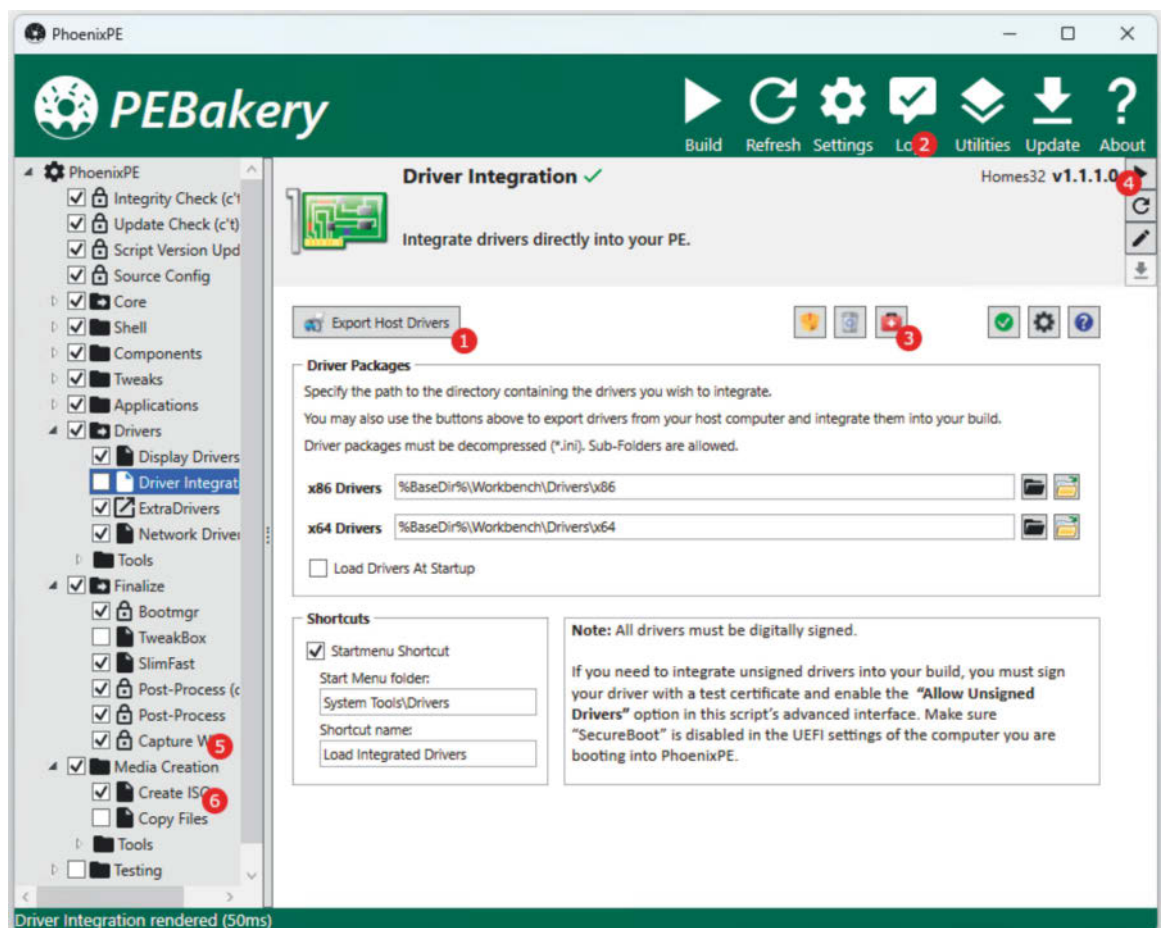 PhoenixPE
PEBakery
Build Refresh Settings Lo 2 Utilities Update About
PhoenixPE
Integrity Check (c't
Update Check (c't)
Script Version Upd
Source Config
Core
Shell
Components
Tweaks
Applications
Drivers
Display Drivers
Driver Integrat
ExtraDrivers
Network Driver
Tools
Finalize
Bootmgr
TweakBox
SlimFast
Post-Process (c
Post-Process
Capture W
5
Media Creation
Create ISO
6
Copy Files
Tools
Testing
Driver Integration ✓
Homes32 v1.1.1.0
4
Integrate drivers directly into your PE.
Export Host Drivers
1
3
Driver Packages
Specify the path to the directory containing the drivers you wish to integrate.
You may also use the buttons above to export drivers from your host computer and integrate them into your build.
Driver packages must be decompressed (*.ini). Sub-Folders are allowed.
x86 Drivers %BaseDir%\Workbench\Drivers\x86
x64 Drivers %BaseDir%\Workbench\Drivers\x64
Load Drivers At Startup
Shortcuts
Startmenu Shortcut
Start Menu folder:
System Tools\Drivers
Shortcut name:
Load Integrated Drivers
Note: All drivers must be digitally signed.
If you need to integrate unsigned drivers into your build, you must sign
your driver with a test certificate and enable the “Allow Unsigned
Drivers” option in this script’s advanced interface. Make sure
“SecureBoot” is disabled in the UEFI settings of the computer you are
booting into PhoenixPE.
Driver Integration rendered (50ms)